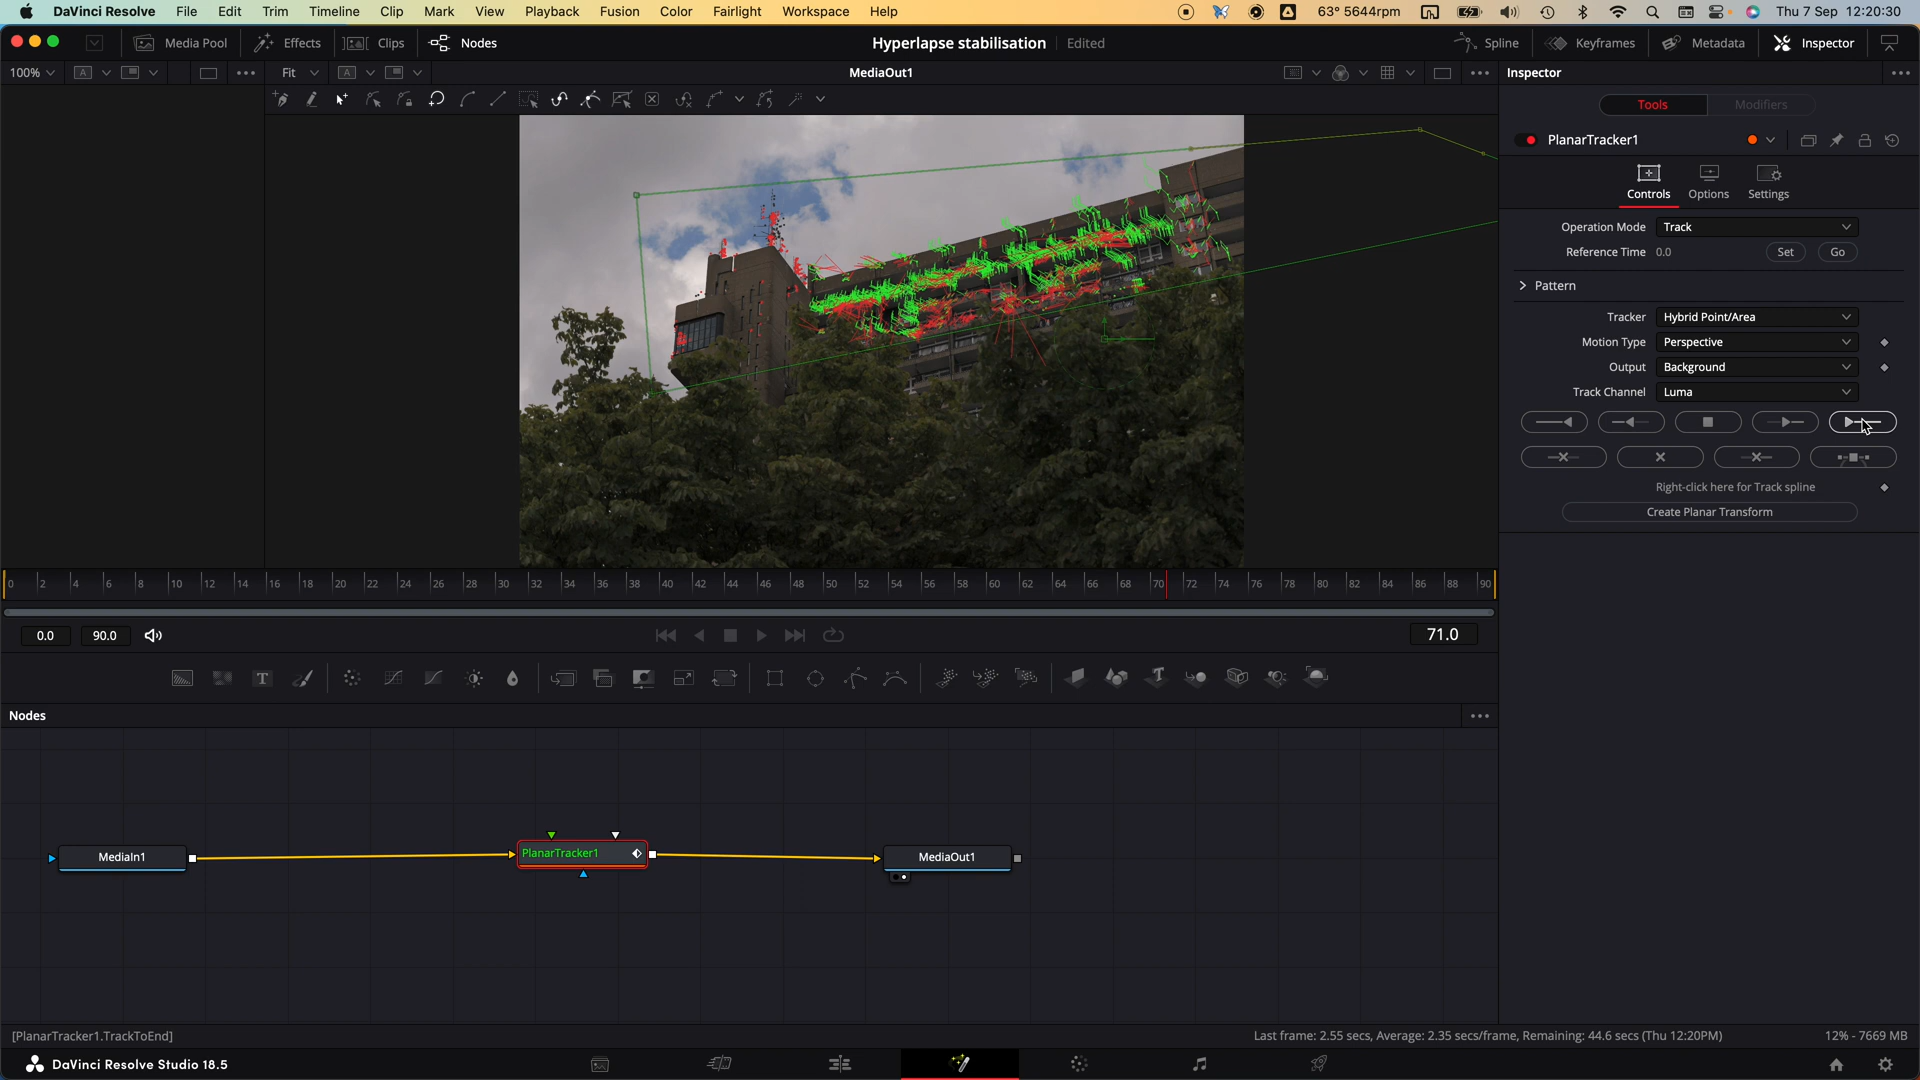 DaVinci Resolve File Edit Trim Timeline Clip Mark View Playback Fusion Color Fairlight Workspace Help 63° 5644rpm Thu 7 Sep 12:20:30
Media Pool Effects Clips Nodes Hyperlapse stabilisation Edited Spline Keyframes Metadata Inspector
100% A Fit A MediaOut1 Inspector
Tools Modifiers
PlanarTracker1
Controls Options Settings
Operation Mode Track
Reference Time 0.0 Set Go
Pattern
Tracker Hybrid Point/Area
Motion Type Perspective
Output Background
Track Channel Luma
Right-click here for Track spline
Create Planar Transform
0 2 4 6 8 10 12 14 16 18 20 22 24 26 28 30 32 34 36 38 40 42 44 46 48 50 52 54 56 58 60 62 64 66 68 70 72 74 76 78 80 82 84 86 88 90
0.0 90.0 71.0
Nodes
MediaIn1 PlanarTracker1 MediaOut1
[PlanarTracker1.TrackToEnd] Last frame: 2.55 secs, Average: 2.35 secs/frame, Remaining: 44.6 secs (Thu 12:20PM) 12% - 7669 MB
DaVinci Resolve Studio 18.5